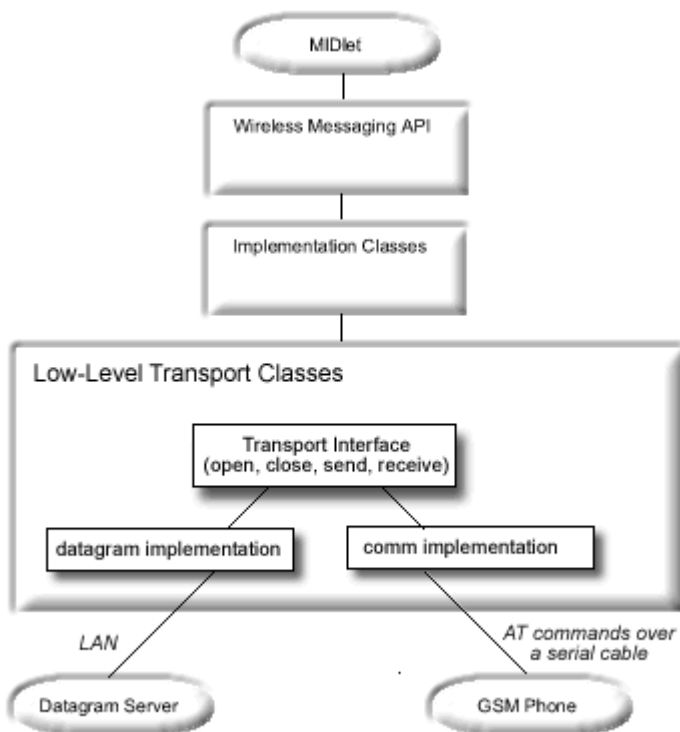 MIDlet
Wireless Messaging API
Implementation Classes
Low-Level Transport Classes
Transport Interface
(open, close, send, receive)
datagram implementation
comm implementation
LAN
AT commands over
a serial cable
Datagram Server
GSM Phone